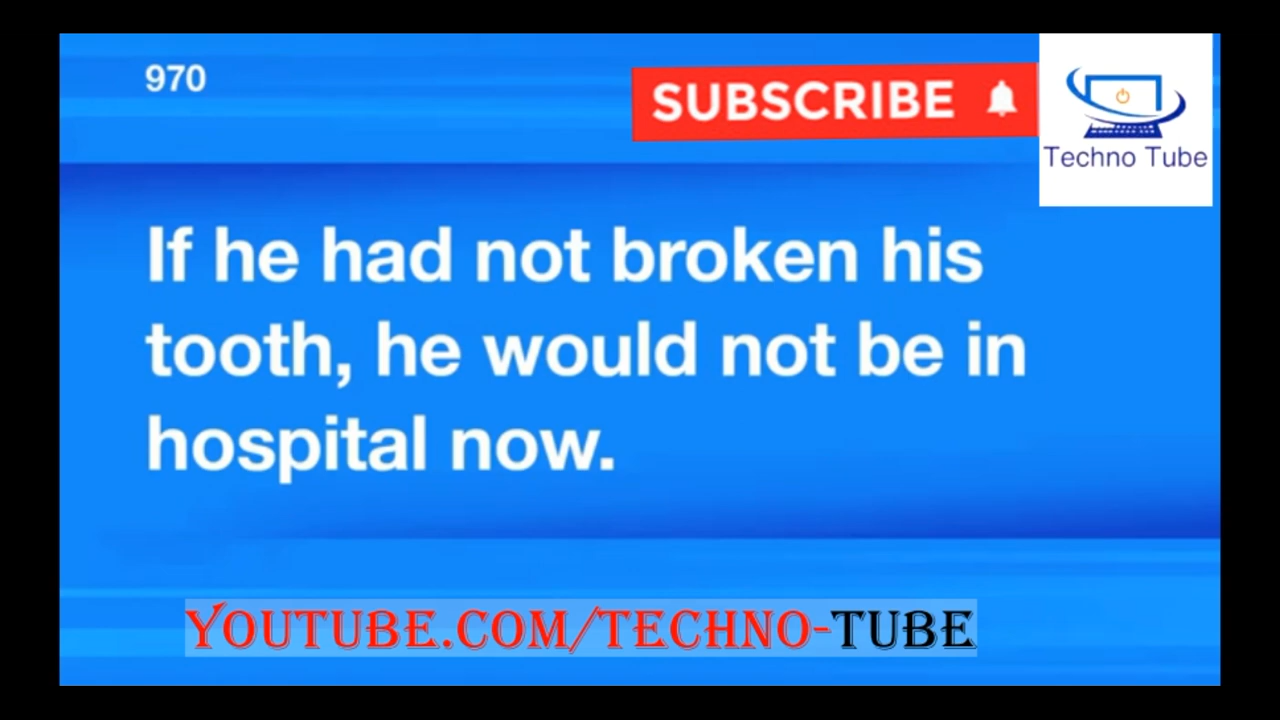 970
SUBSCRIBE
Techno Tube
If he had not broken his
tooth, he would not be in
hospital now.
YOUTUBE.COM/TECHNO-TUBE